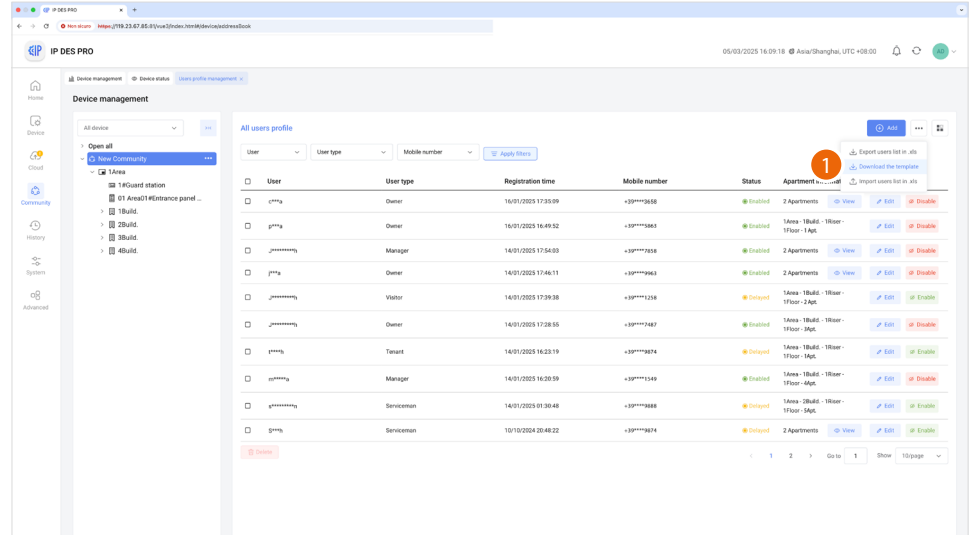 IP DES PRO
Non sicuro https://119.23.67.85:81/vue3/index.html#/device/addressBook
IP DES PRO
05/03/2025 16:09:18 Asia/Shanghai, UTC +08:00
AD
Device management Device status Users profile management x
Home
Device
Cloud
Community
History
System
Advanced
Device management
All device
Open all
New Community
1Area
1#Guard station
01 Area01#Entrance panel ...
1Build.
2Build.
3Build.
4Build.
All users profile
Add
User User type Mobile number Apply filters
Export users list in .xls
1 Download the template
Import users list in .xls
User User type Registration time Mobile number Status
c***a Owner 16/01/2025 17:35:09 +39****3658 Enabled 2 Apartments View Edit Disable
p***a Owner 16/01/2025 16:49:52 +39****5863 Enabled 1Area - 1Build. - 1Riser - Edit Disable
1Floor - 1Apt.
J*********h Manager 14/01/2025 17:54:03 +39****7858 Enabled 2 Apartments View Edit Disable
j***a Owner 14/01/2025 17:46:11 +39****9963 Enabled 2 Apartments View Edit Disable
J*********h Visitor 14/01/2025 17:39:38 +39****1258 Delayed 1Area - 1Build. - 1Riser - Edit Enable
1Floor - 2Apt.
J*********h Owner 14/01/2025 17:28:55 +39****7487 Enabled 1Area - 1Build. - 1Riser - Edit Disable
1Floor - 3Apt.
t****h Tenant 14/01/2025 16:23:19 +39****9874 Delayed 1Area - 1Build. - 1Riser - Edit Enable
1Floor - 1Apt.
m*****a Manager 14/01/2025 16:20:59 +39****1549 Enabled 1Area - 1Build. - 1Riser - Edit Disable
1Floor - 4Apt.
s*********n Serviceman 14/01/2025 01:30:48 +39****9888 Delayed 1Area - 2Build. - 1Riser - Edit Enable
1Floor - 5Apt.
S***h Serviceman 10/10/2024 20:48:22 +39****9874 Delayed 2 Apartments View Edit Enable
Delete
1 2 Go to 1 Show 10/page